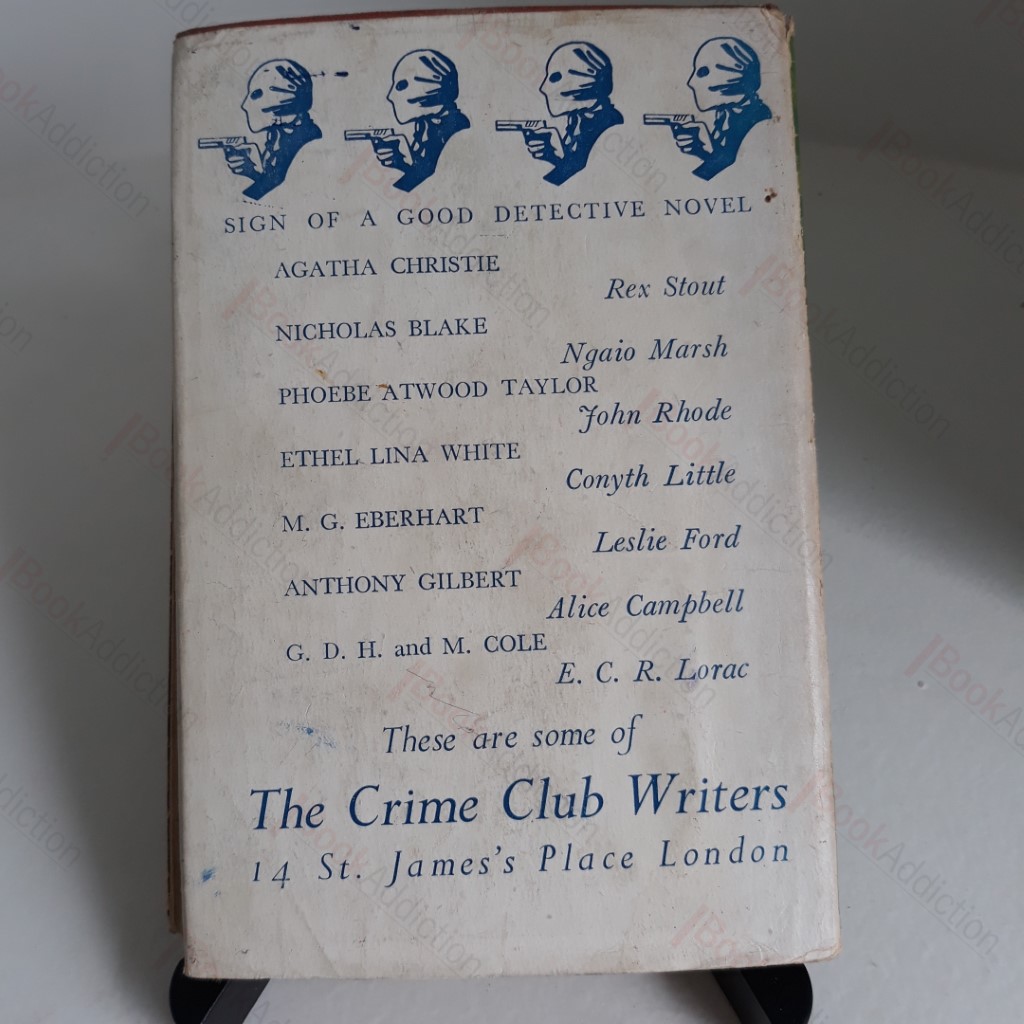 SIGN OF A GOOD DETECTIVE NOVEL
AGATHA CHRISTIE
Rex Stout
NICHOLAS BLAKE
Ngaio Marsh
PHOEBE ATWOOD TAYLOR
John Rhode
ETHEL LINA WHITE
Conyth Little
M. G. EBERHART
Leslie Ford
ANTHONY GILBERT
Alice Campbell
G. D. H. and M. COLE
E. C. R. Lorac
These are some of
The Crime Club Writers
14 St. James's Place London
BookAddiction